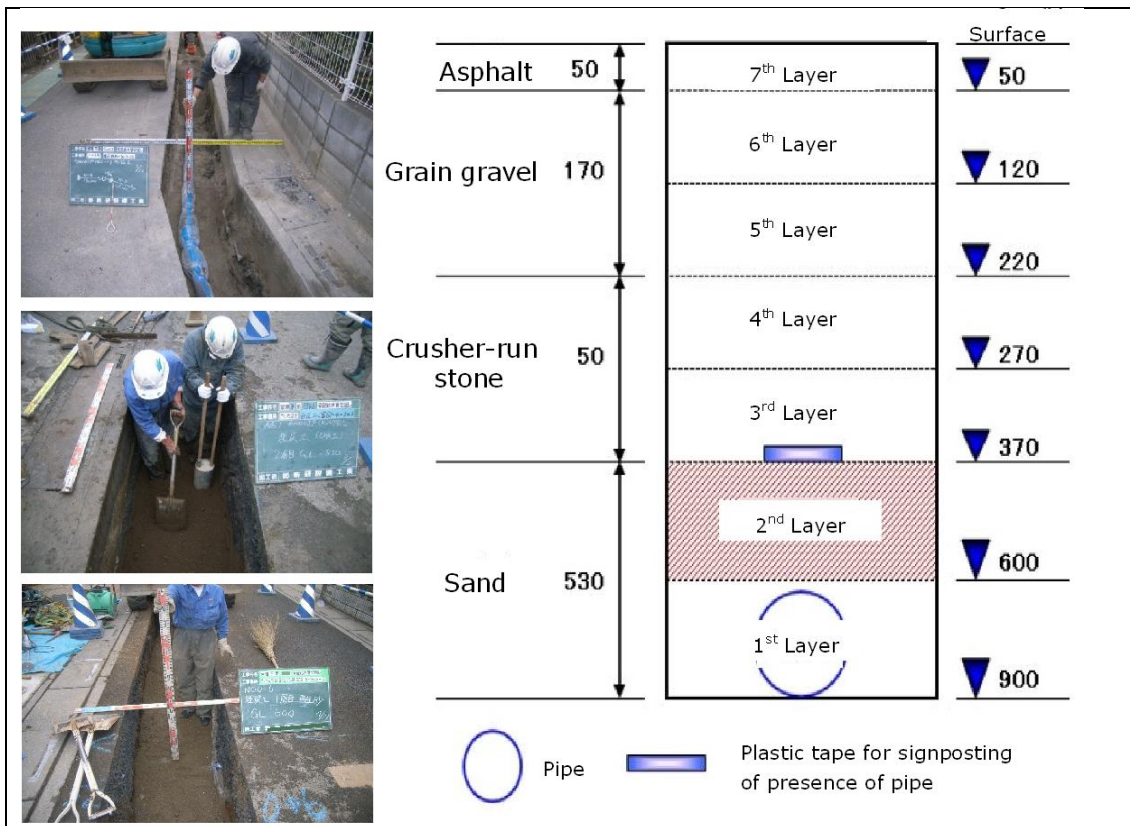 Surface
Asphalt 50 7th Layer 50
6th Layer
Grain gravel 170 120
5th Layer
220
4th Layer
Crusher-run 50 270
stone
3rd Layer
370
2nd Layer
Sand 530 600
1st Layer
900
Pipe
Plastic tape for signposting
of presence of pipe